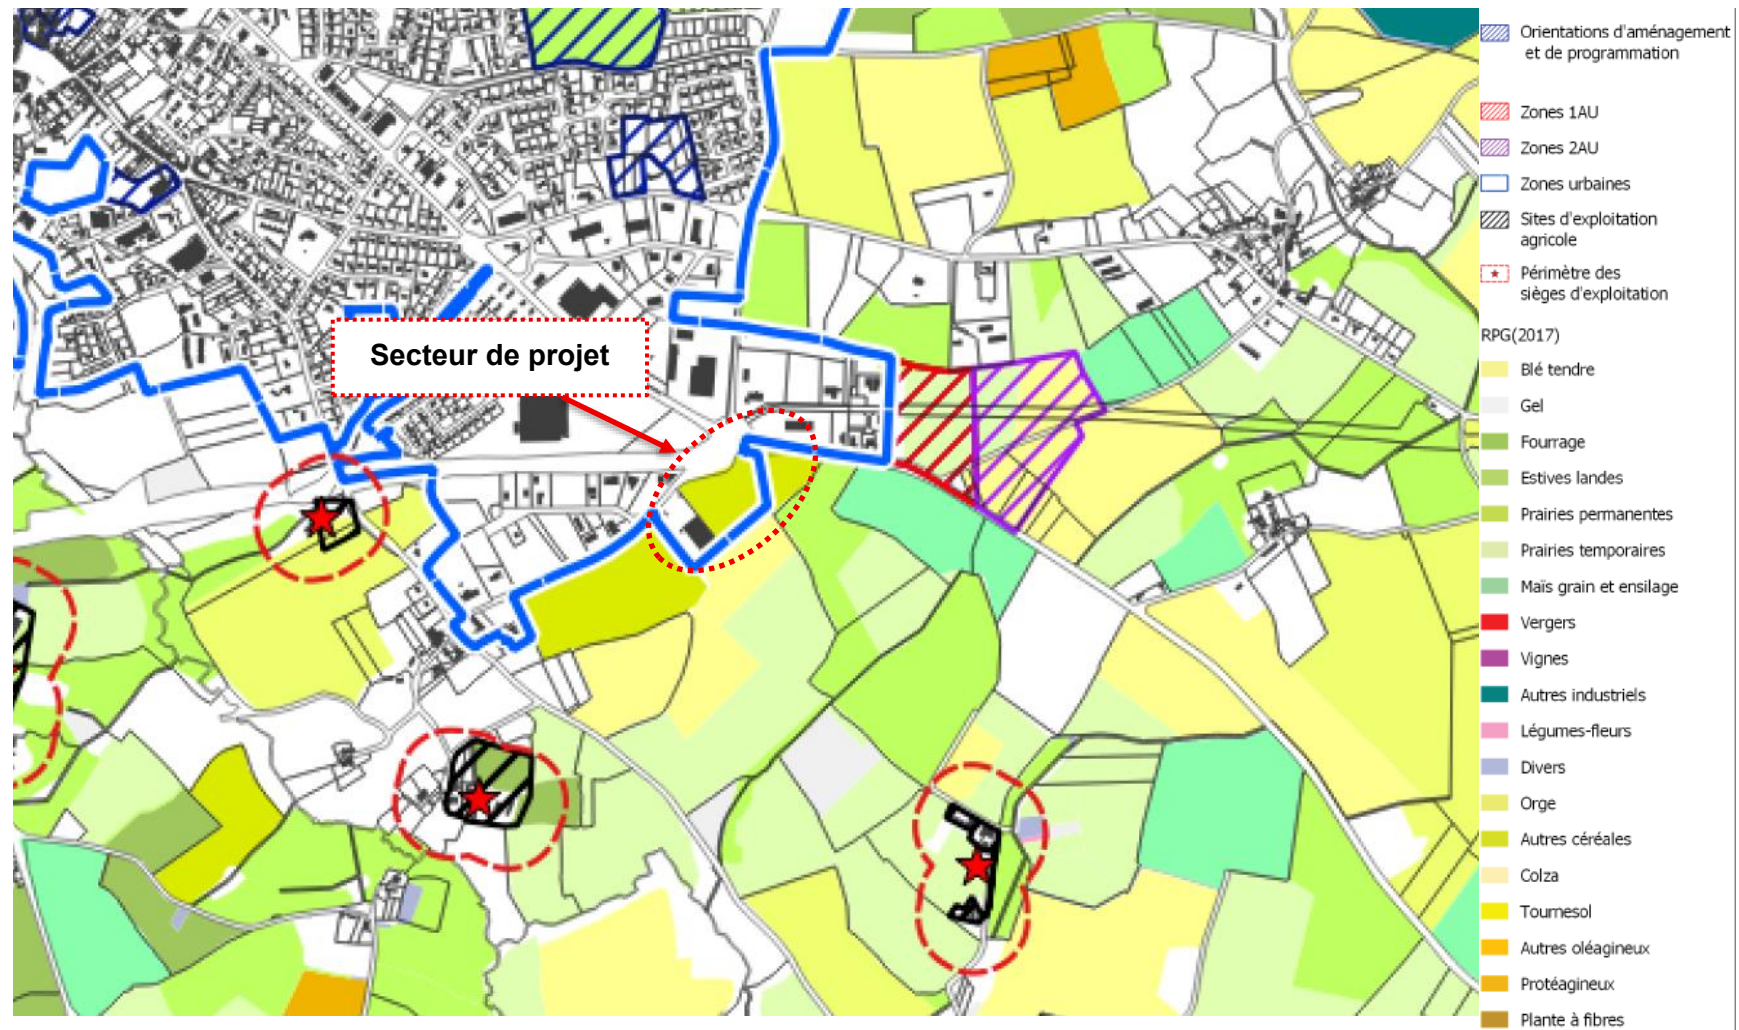 Secteur de projet
Orientations d'aménagement
et de programmation
Zones 1AU
Zones 2AU
Zones urbaines
Sites d'exploitation
agricole
Périmètre des
sièges d'exploitation
RPG(2017)
Blé tendre
Gel
Fourrage
Estives landes
Prairies permanentes
Prairies temporaires
Maïs grain et ensilage
Vergers
Vignes
Autres industriels
Légumes-fleurs
Divers
Orge
Autres céréales
Colza
Tournesol
Autres oléagineux
Protéagineux
Plante à fibres